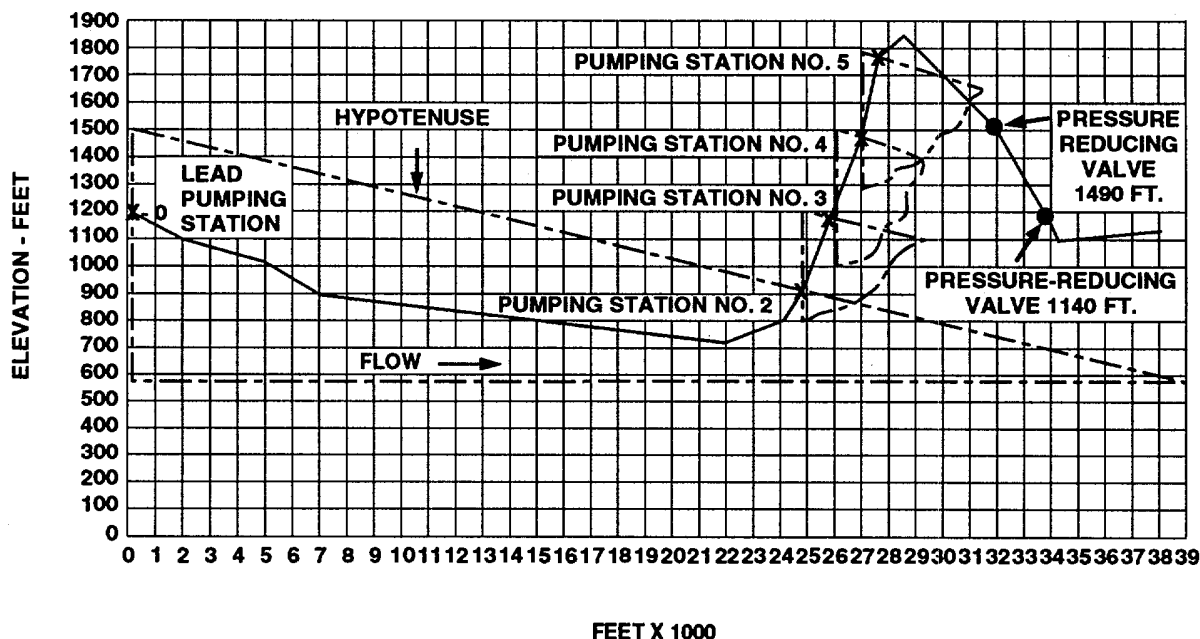 1900
1800
1700
1600
1500
1400
1300
1200
1100
1000
900
800
700
600
500
400
300
200
100
0
ELEVATION - FEET
PUMPING STATION NO. 5
HYPOTENUSE
PUMPING STATION NO. 4
PRESSURE
REDUCING
VALVE
1490 FT.
LEAD
PUMPING
STATION
X- 0
PUMPING STATION NO. 3
PUMPING STATION NO. 2
PRESSURE-REDUCING
VALVE 1140 FT.
FLOW
0 1 2 3 4 5 6 7 8 9 10 11 12 13 14 15 16 17 18 19 20 21 22 23 24 25 26 27 28 29 30 31 32 33 34 35 36 37 38 39
FEET X 1000